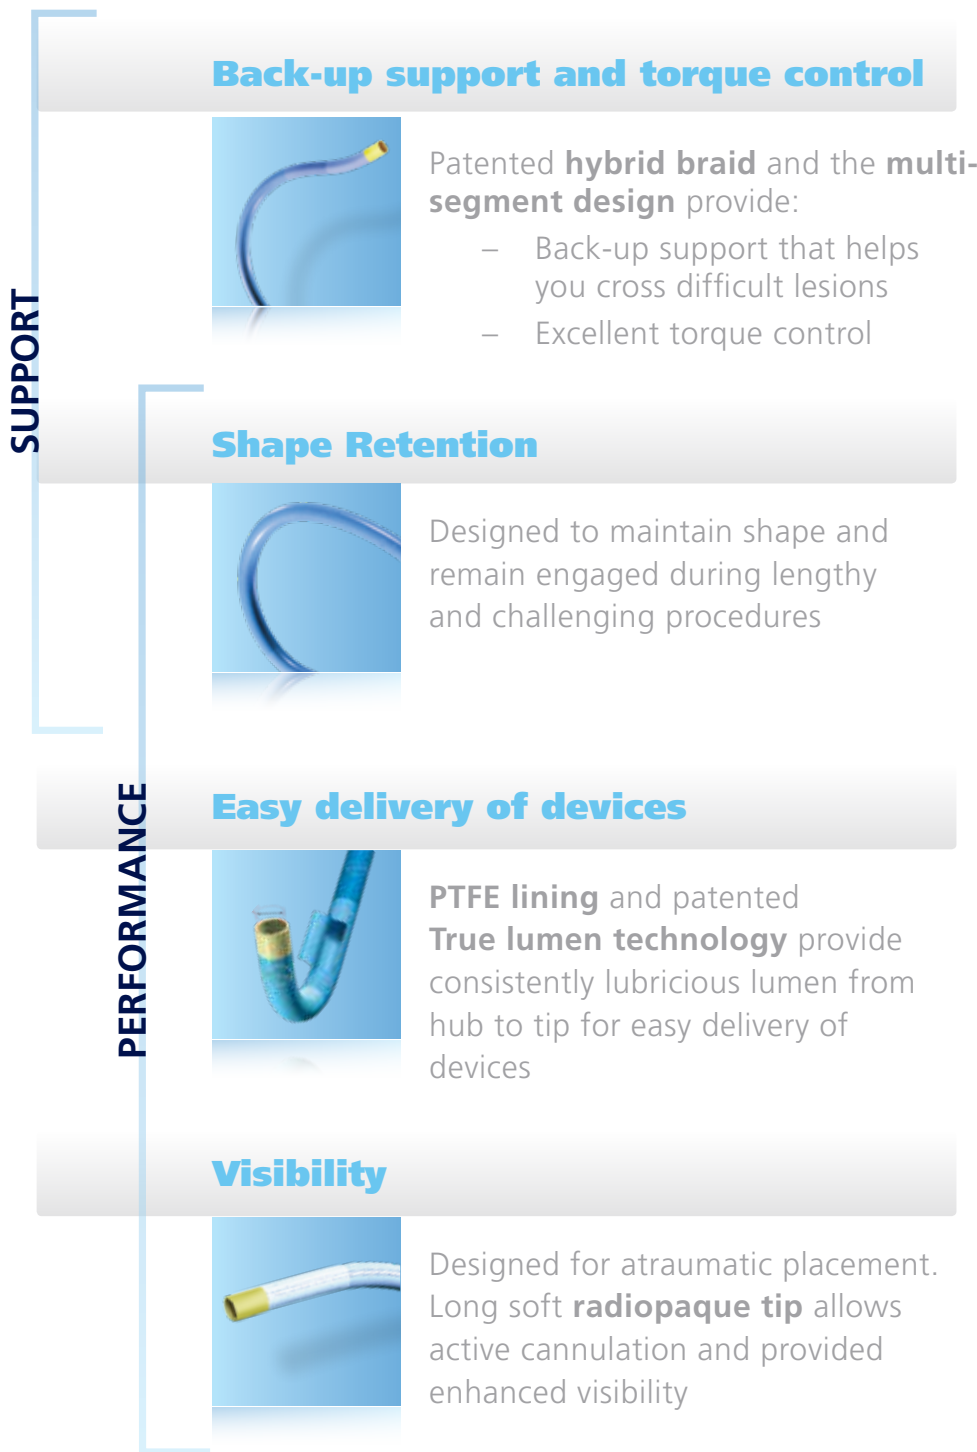 Back-up support and torque control
Patented hybrid braid and the multi-
segment design provide:
– Back-up support that helps
you cross difficult lesions
– Excellent torque control
SUPPORT
Shape Retention
Designed to maintain shape and
remain engaged during lengthy
and challenging procedures
PERFORMANCE
Easy delivery of devices
PTFE lining and patented
True lumen technology provide
consistently lubricious lumen from
hub to tip for easy delivery of
devices
Visibility
Designed for atraumatic placement.
Long soft radiopaque tip allows
active cannulation and provided
enhanced visibility